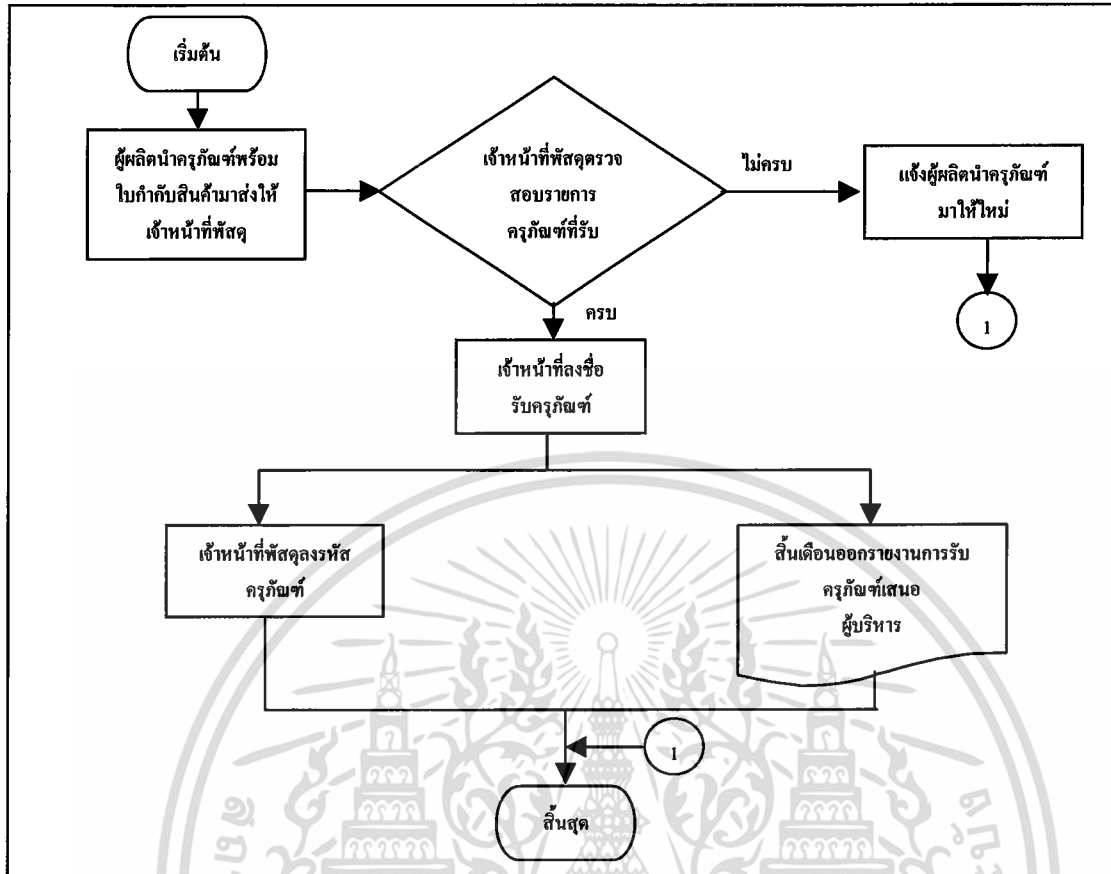 เริ่มต้น
ผู้ผลิตนำครุภัณฑ์พร้อม
ใบกำกับสินค้ามาส่งให้
เจ้าหน้าที่พัสดุ
เจ้าหน้าที่พัสดุตรวจ
สอบรายการ
ครุภัณฑ์ที่รับ
ไม่ครบ
แจ้งผู้ผลิตนำครุภัณฑ์
มาให้ใหม่
1
ครบ
เจ้าหน้าที่ลงชื่อ
รับครุภัณฑ์
เจ้าหน้าที่พัสดุลงรหัส
ครุภัณฑ์
สิ้นเดือนออกรายงานการรับ
ครุภัณฑ์เสนอ
ผู้บริหาร
1
สิ้นสุด